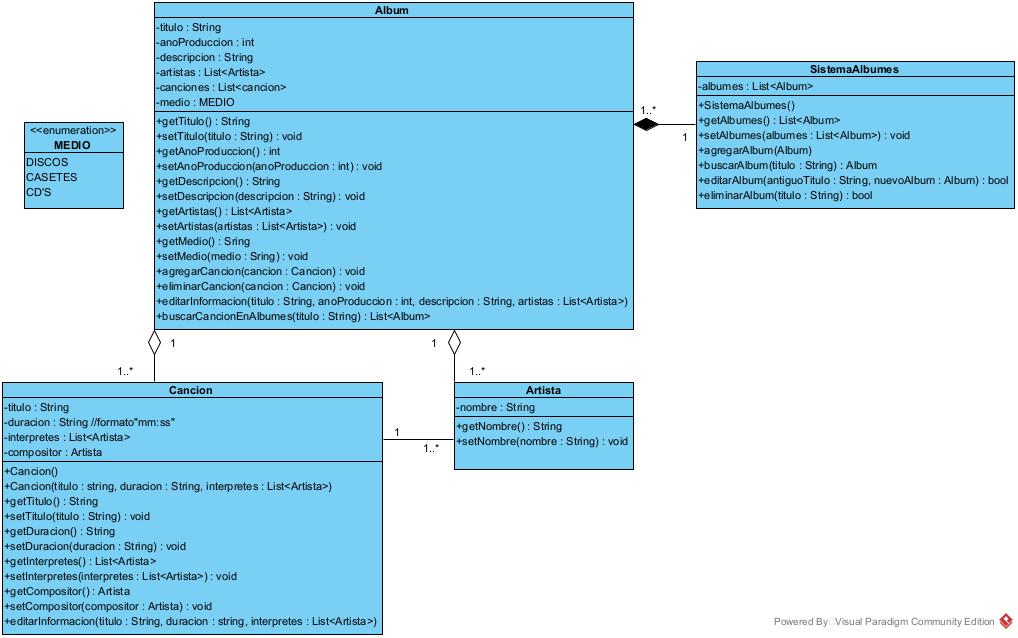 Album
-titulo : String
-anoProduccion : int
-descripcion : String
-artistas : List<Artista>
-canciones : List<cancion>
-medio : MEDIO
+getTitulo() : String
+setTitulo(titulo : String) : void
+getAnoProduccion() : int
+setAnoProduccion(anoProduccion : int) : void
+getDescripcion() : String
+setDescripcion(descripcion : String) : void
+getArtistas() : List<Artista>
+setArtistas(artistas : List<Artista>) : void
+getMedio() : Sring
+setMedio(medio : Sring) : void
+agregarCancion(cancion : Cancion) : void
+eliminarCancion(cancion : Cancion) : void
+editarInformacion(titulo : String, anoProduccion : int, descripcion : String, artistas : List<Artista>)
+buscarCancionEnAlbumes(titulo : String) : List<Album>
<<enumeration>>
MEDIO
DISCOS
CASETES
CD'S
1..*
1
SistemaAlbumes
-albumes : List<Album>
+SistemaAlbumes()
+getAlbumes() : List<Album>
+setAlbumes(albumes : List<Album>) : void
+agregarAlbum(Album)
+buscarAlbum(titulo : String) : Album
+editarAlbum(antiguoTitulo : String, nuevoAlbum : Album) : bool
+eliminarAlbum(titulo : String) : bool
1
1..*
1
1..*
Cancion
-titulo : String
-duracion : String //formato"mm:ss"
-interpretes : List<Artista>
-compositor : Artista
+Cancion()
+Cancion(titulo : string, duracion : String, interpretes : List<Artista>)
+getTitulo() : String
+setTitulo(titulo : String) : void
+getDuracion() : String
+setDuracion(duracion : String) : void
+getInterpretes() : List<Artista>
+setInterpretes(interpretes : List<Artista>) : void
+getCompositor() : Artista
+setCompositor(compositor : Artista) : void
+editarInformacion(titulo : String, duracion : string, interpretes : List<Artista>)
1
1..*
Artista
-nombre : String
+getNombre() : String
+setNombre(nombre : String) : void
Powered By Visual Paradigm Community Edition